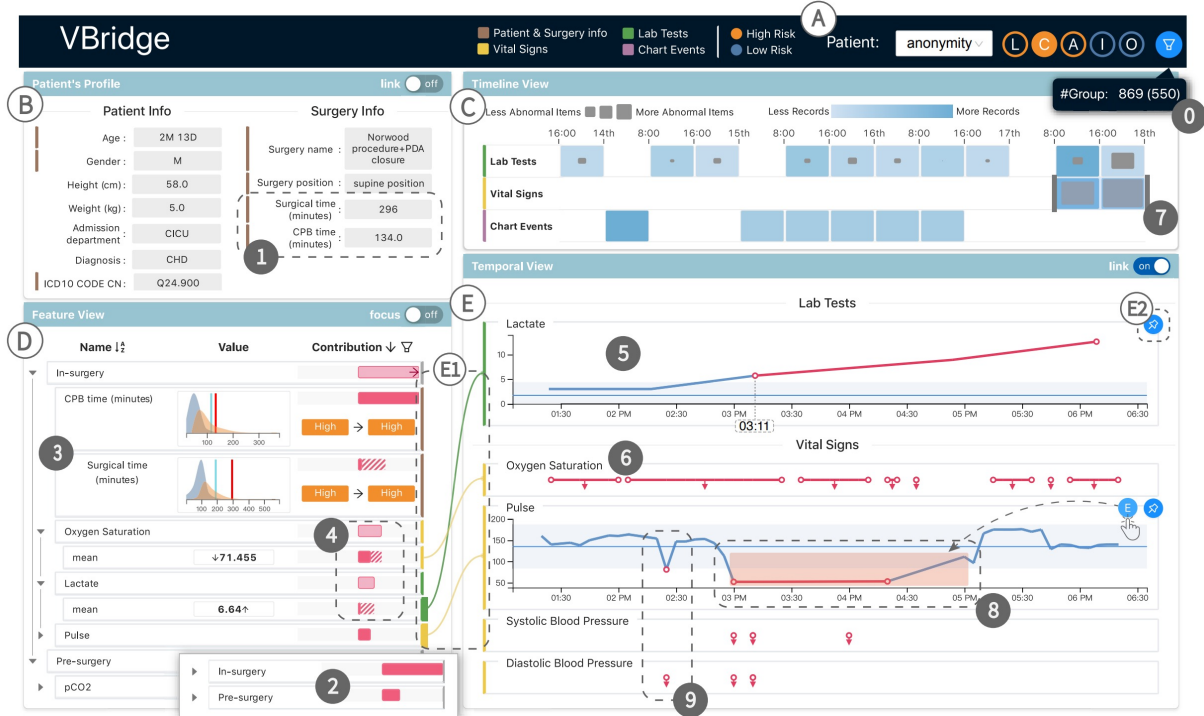 VBridge
Patient & Surgery info
Vital Signs
Lab Tests
Chart Events
High Risk
Low Risk
A
Patient:
anonymity
L C A I O
#Group: 869 (550)
0
Patient's Profile
link off
B
Patient Info
Age : 2M 13D
Gender : M
Height (cm) : 58.0
Weight (kg) : 5.0
Admission
department : CICU
Diagnosis : CHD
ICD10 CODE CN : Q24.900
Surgery Info
Surgery name : Norwood
procedure+PDA
closure
Surgery position : supine position
Surgical time
(minutes) : 296
CPB time
(minutes) : 134.0
1
Timeline View
C
Less Abnormal Items More Abnormal Items
Less Records More Records
16:00 14th 8:00 16:00 15th 8:00 16:00 16th 8:00 16:00 17th 8:00 16:00 18th
Lab Tests
Vital Signs
Chart Events
7
Feature View
focus off
D
Name Value Contribution
In-surgery
CPB time (minutes)
100 200 300
High → High
3
Surgical time
(minutes)
100 200 300 400 500
High → High
Oxygen Saturation
4
mean ↓71.455
Lactate
mean 6.64↑
Pulse
Pre-surgery
pCO2
In-surgery
Pre-surgery
2
E1
Temporal View
link on
E
Lab Tests
E2
Lactate
5
10
5
0
01:30 02 PM 02:30 03 PM 03:30 04 PM 04:30 05 PM 05:30 06 PM 06:30
03:11
Vital Signs
Oxygen Saturation
6
Pulse
E
200
150
100
50
01:30 02 PM 02:30 03 PM 03:30 04 PM 04:30 05 PM 05:30 06 PM 06:30
8
Systolic Blood Pressure
Diastolic Blood Pressure
9